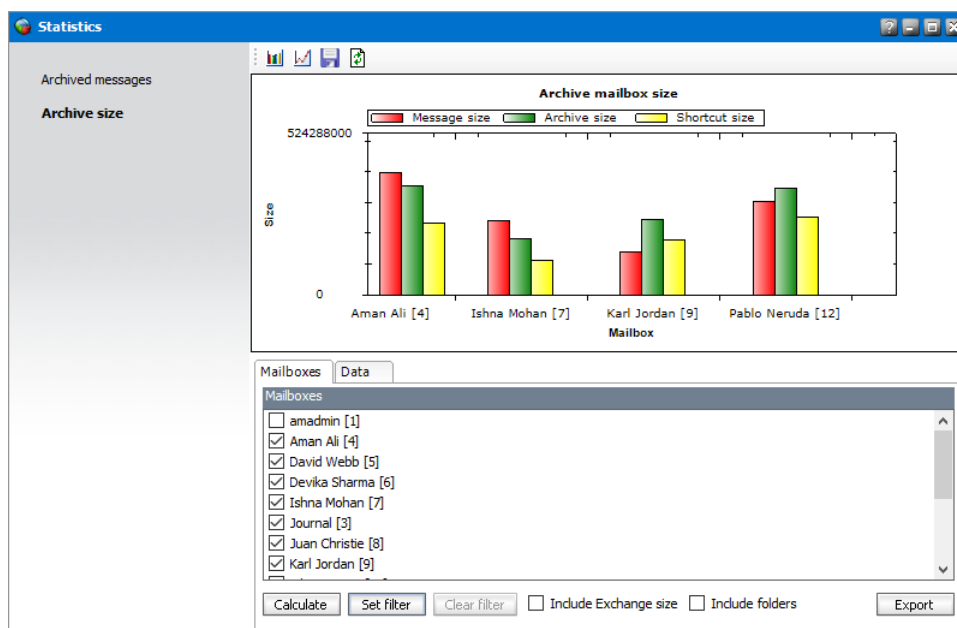 Statistics
Archived messages
Archive size
Archive mailbox size
Message size Archive size Shortcut size
524288000
Size
0
Aman Ali [4] Ishna Mohan [7] Karl Jordan [9] Pablo Neruda [12]
Mailbox
Mailboxes Data
Mailboxes
amadmin [1]
Aman Ali [4]
David Webb [5]
Devika Sharma [6]
Ishna Mohan [7]
Journal [3]
Juan Christie [8]
Karl Jordan [9]
Calculate Set filter Clear filter Include Exchange size Include folders Export